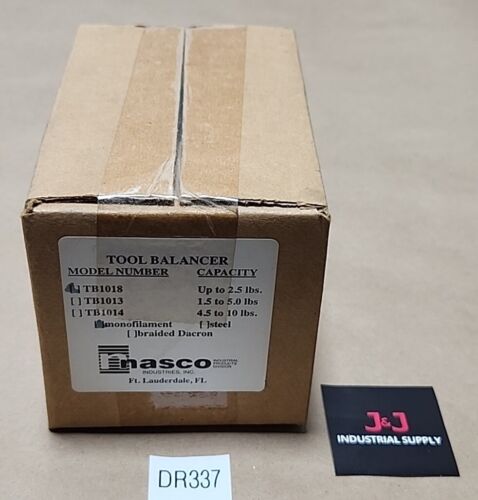 TOOL BALANCER
MODEL NUMBER CAPACITY
[ ] TB1018 Up to 2.5 lbs.
[ ] TB1013 1.5 to 5.0 lbs
[ ] TB1014 4.5 to 10 lbs.
[ ]monofilament [ ]steel
[ ]braided Dacron
nasco INDUSTRIAL PRODUCTS DIVISION
INDUSTRIES, INC.
Ft. Lauderdale, FL
J&J
INDUSTRIAL SUPPLY
DR337